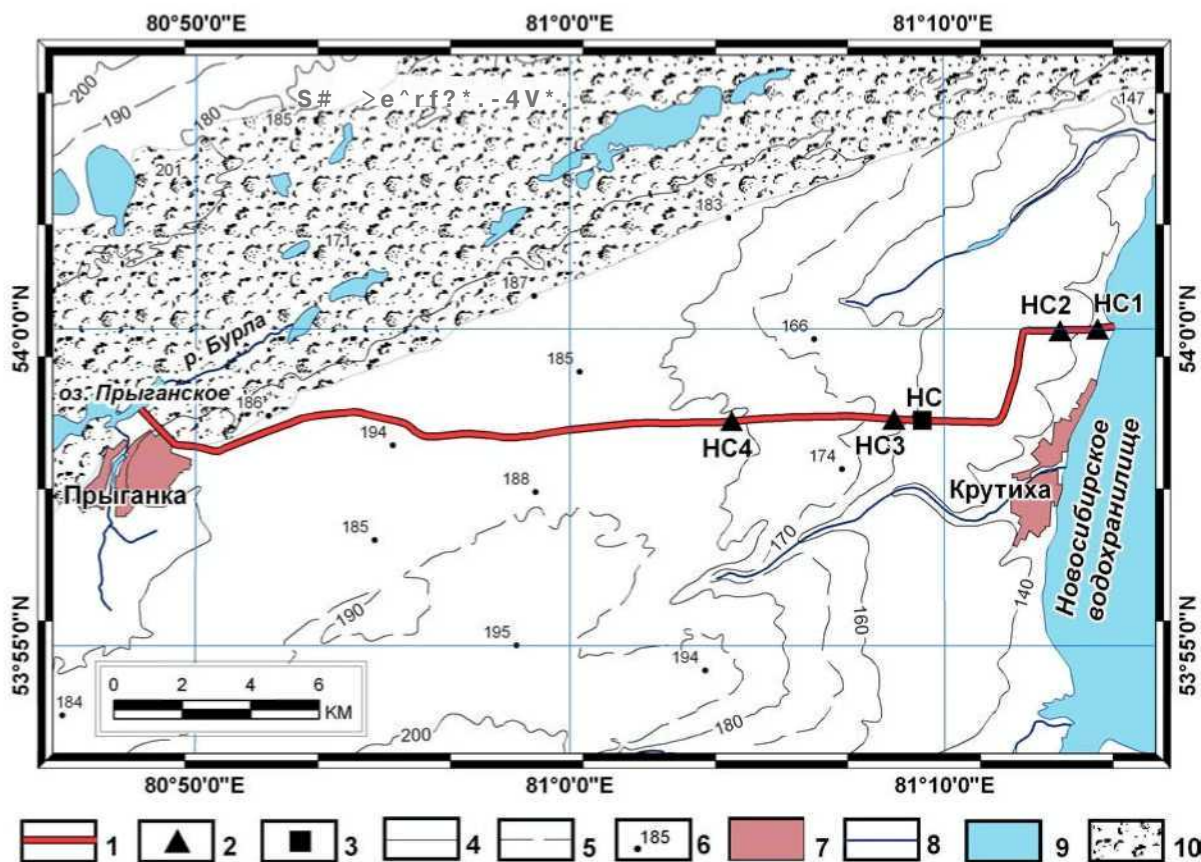 80°50'0"E 81°0'0"E 81°10'0"E
200
190
180
185
S# >e^rf?*.-4V*.
147
201
183
171
187
р. Бурла
166
НС2 НС1
54°0'0"N 54°0'0"N
185
оз. Прыганское
186
194
НС4
НС3
НС
174
188
Прыганка
Крутиха
185
170
190
160
140
Новосибирское
водохранилище
195
194
53°55'0"N 53°55'0"N
184
0 2 4 6
КМ
200
180
80°50'0"E 81°0'0"E 81°10'0"E
1 2 3 4 5 185 6 7 8 9 10